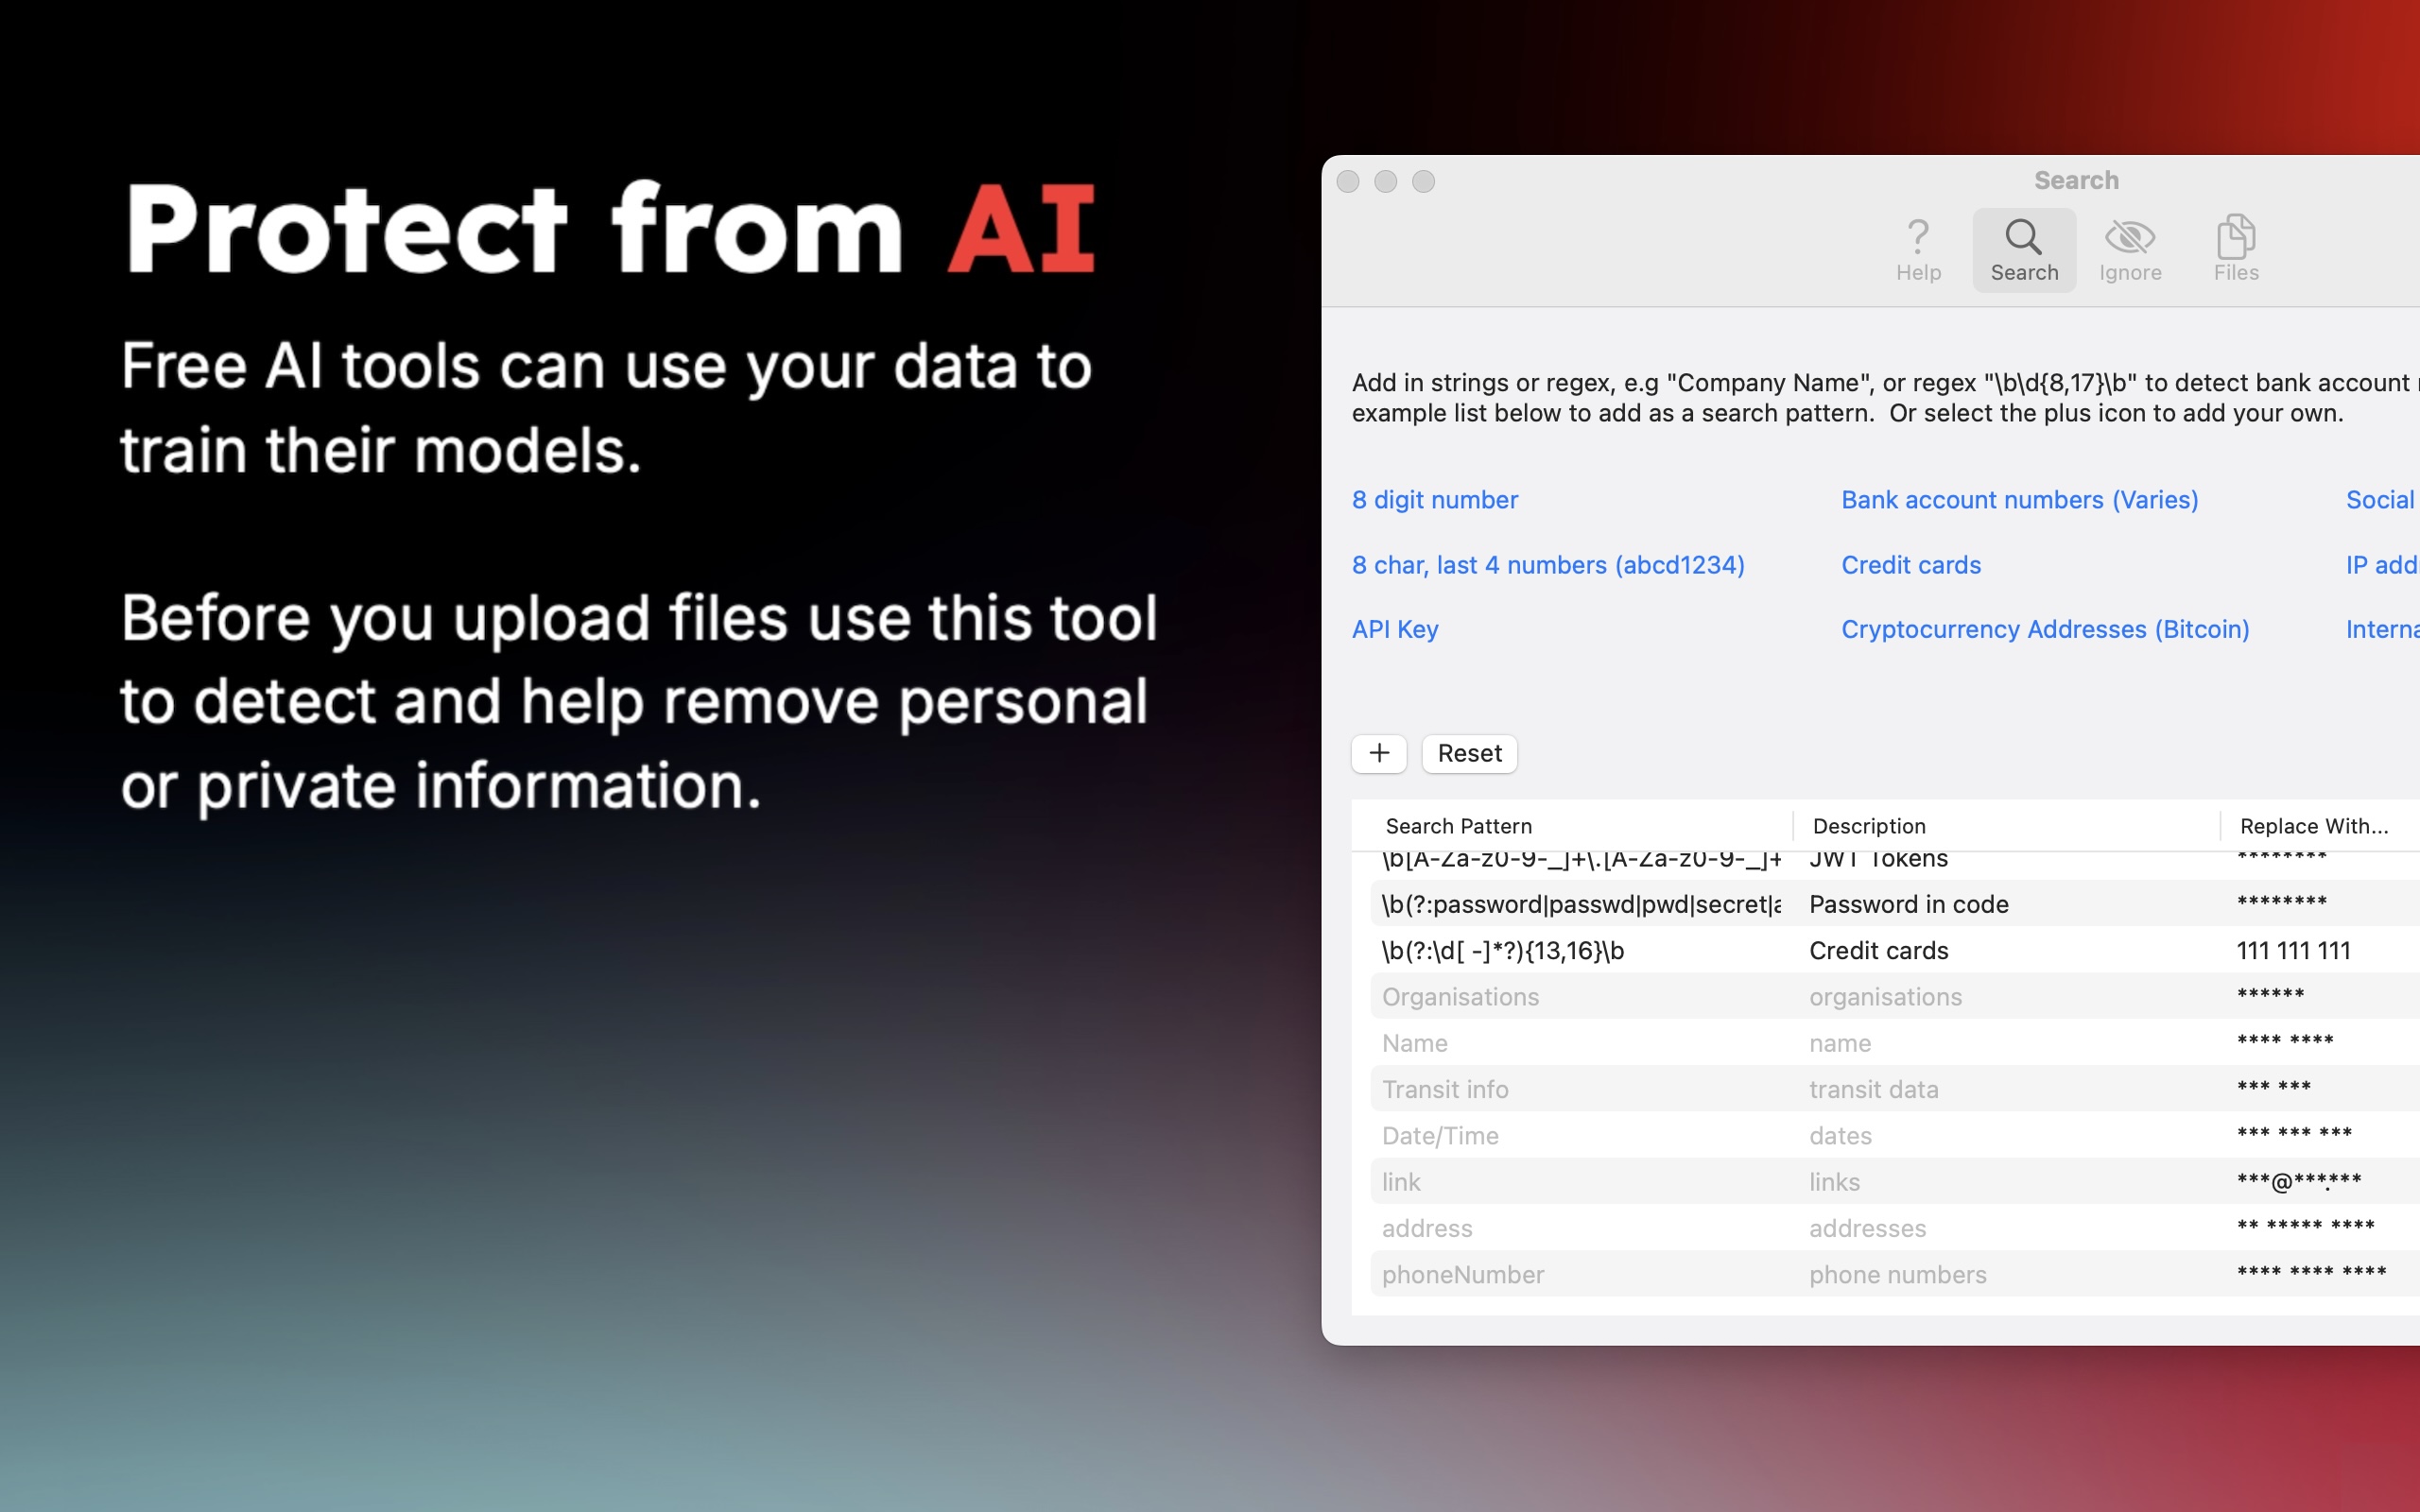 Protect from AI
Free AI tools can use your data to
train their models.
Before you upload files use this tool
to detect and help remove personal
or private information.
Search
Help Search Ignore Files
Add in strings or regex, e.g "Company Name", or regex "\b\d{8,17}\b" to detect bank account
example list below to add as a search pattern. Or select the plus icon to add your own.
8 digit number Bank account numbers (Varies) Social
8 char, last 4 numbers (abcd1234) Credit cards IP add
API Key Cryptocurrency Addresses (Bitcoin) Interna
+ Reset
Search Pattern Description Replace With...
\b[A-Za-z0-9-_]+\.[A-Za-z0-9-_]+ JWT Tokens ********
\b(?:password|passwd|pwd|secret| Password in code ********
\b(?:\d[ -]*?){13,16}\b Credit cards 111 111 111
Organisations organisations ******
Name name **** ****
Transit info transit data *** ***
Date/Time dates *** *** ***
link links ***@***.***
address addresses ** ***** ****
phoneNumber phone numbers **** **** ****